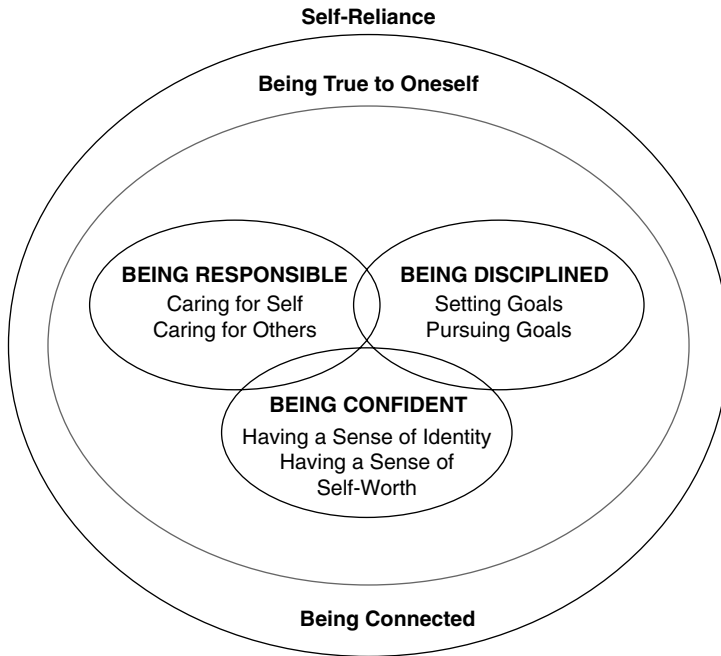 Self-Reliance
Being True to Oneself
BEING RESPONSIBLE
Caring for Self
Caring for Others
BEING DISCIPLINED
Setting Goals
Pursuing Goals
BEING CONFIDENT
Having a Sense of Identity
Having a Sense of
Self-Worth
Being Connected